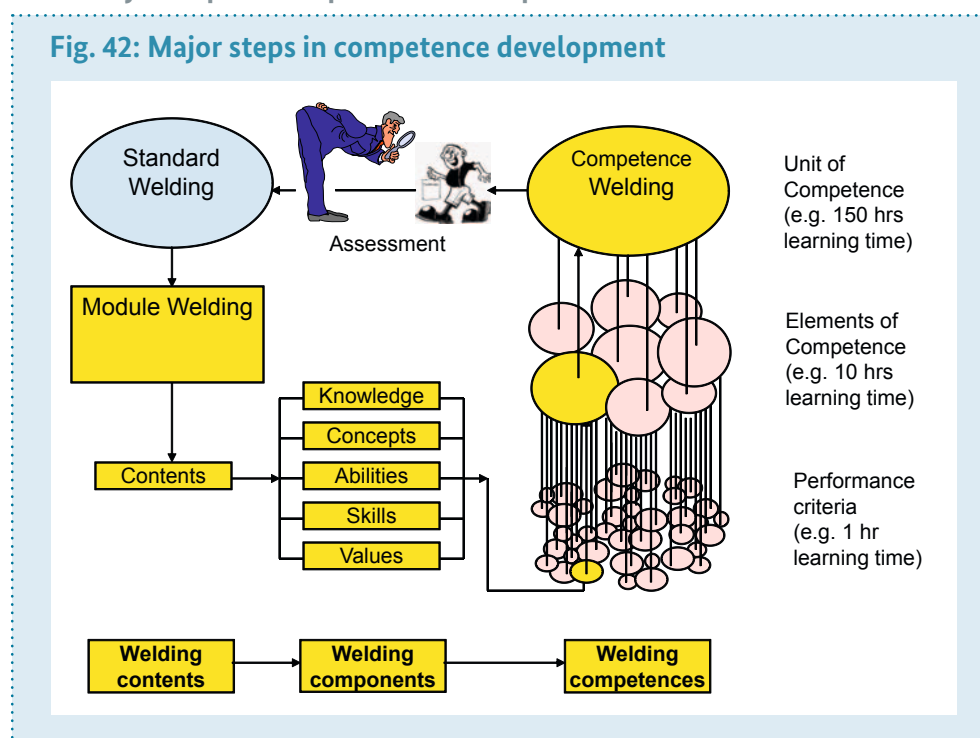 Fig. 42: Major steps in competence development
Standard
Welding
Assessment
Competence
Welding
Unit of
Competence
(e.g. 150 hrs
learning time)
Module Welding
Elements of
Competence
(e.g. 10 hrs
learning time)
Knowledge
Concepts
Contents
Abilities
Skills
Values
Performance
criteria
(e.g. 1 hr
learning time)
Welding
contents
Welding
components
Welding
competences